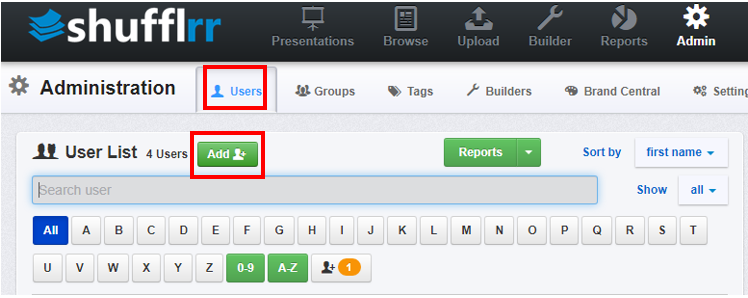 shufflrr
Presentations Browse Upload Builder Reports Admin
Administration Users Groups Tags Builders Brand Central Setting
User List 4 Users Add Reports Sort by first name
Search user Show all
All A B C D E F G H I J K L M N O P Q R S T
U V W X Y Z 0-9 A-Z 1